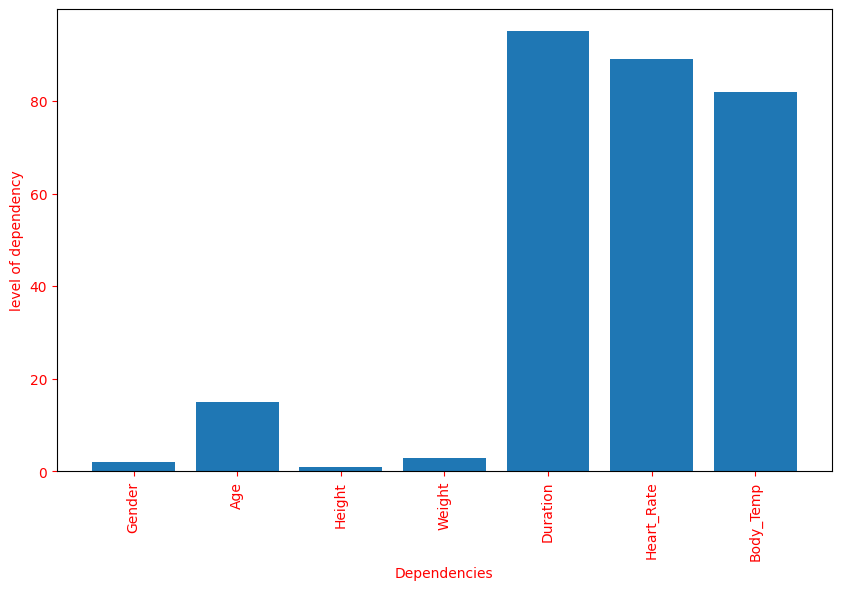 level of dependency
80
60
40
20
0
Gender
Age
Height
Weight
Duration
Heart_Rate
Body_Temp
Dependencies